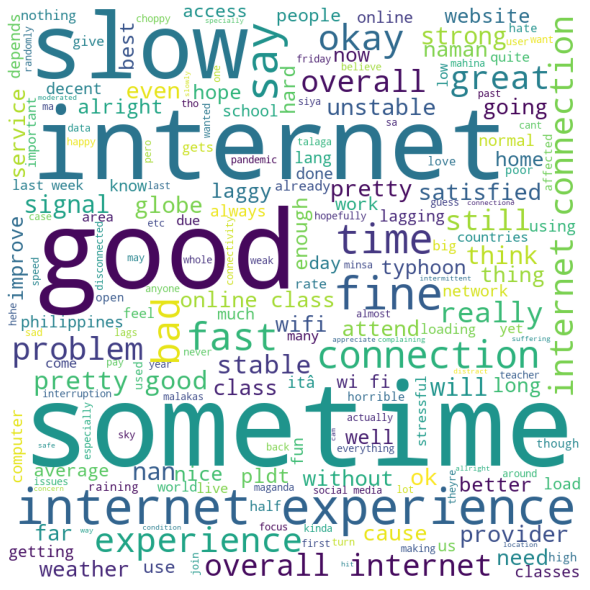 nothing
choppy
specially
access
people
online
website
hate
slow
say
okay
strong
depends
randomly
give
best
one
user
want
friday
now
naman
quite
believe
low
mahina
decent
even
hope
hard
overall
great
past
internet connection
moderated
slowly
tho
siya
going
service
important
alright
school
unstable
data
ma
wanted
sa
cant
affected
internet
happy
pero
gets
pandemic
talaga
normal
lang
done
love
poor
home
last week
know
last
laggy
already
pretty
satisfied
signal
case
area
due
globe
always
good
hopefully
guess
connectiona
work
lagging
still
using
enough
time
big
countries
improve
hehe
speed
etc
may
whole
weak
disconnected
connectivity
day
typhoon
think
thing
open
anyone
online class
rate
minsa
network
intermittent
philippines
sad
lags
feel
never
much
wifi
many
fine
really
bad
almost
attend
loading
yet
problem
fast
appreciate
complaining
suffering
come
pay
year
used
stable
connection
pretty good
class
itâ
wi fi
will
long
distract
teacher
interruption
malakas
horrible
stressful
actually
computer
safe
especially
sky
fun
well
everything
though
sometime
back
cam
average
nice
pldt
without
ok
allright
around
issues
nan
theyre
load
concern
raining
world
live
maganda
social media
lot
better
internet experience
half
far
way
condition
experience
focus
kinda
cause
provider
getting
first
turn
making
us
need
high
weather
use
join
overall internet
hit
location
classes